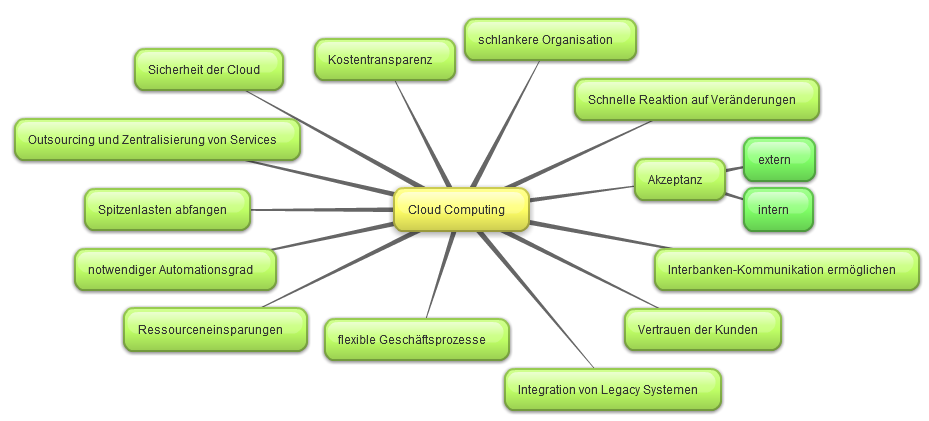 schlankere Organisation
Kostentransparenz
Sicherheit der Cloud
Schnelle Reaktion auf Veränderungen
Outsourcing und Zentralisierung von Services
extern
Akzeptanz
intern
Spitzenlasten abfangen
Cloud Computing
notwendiger Automationsgrad
Interbanken-Kommunikation ermöglichen
Ressourceneinsparungen
Vertrauen der Kunden
flexible Geschäftsprozesse
Integration von Legacy Systemen